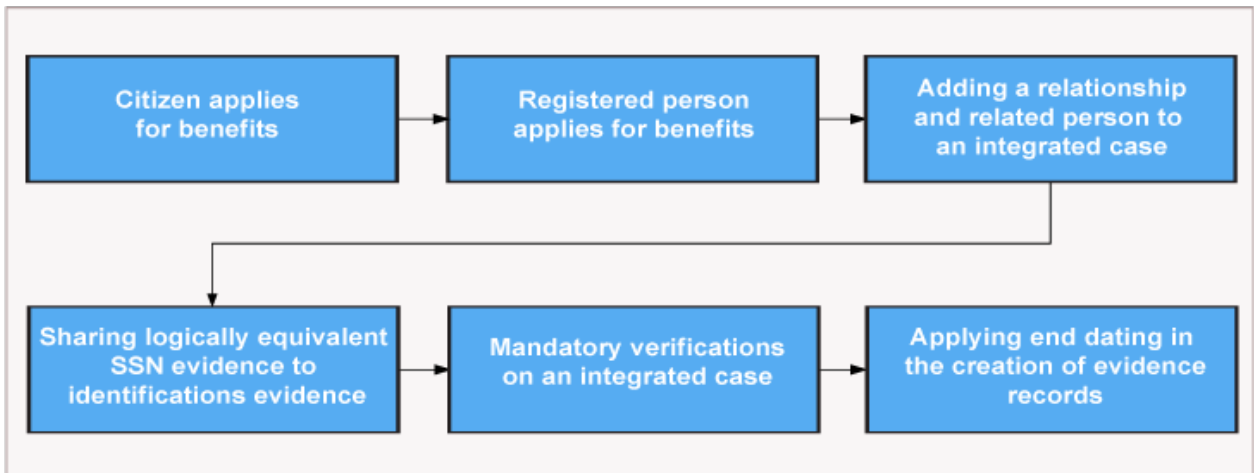 Citizen applies
for benefits
Registered person
applies for benefits
Adding a relationship
and related person to
an integrated case
Sharing logically equivalent
SSN evidence to
identifications evidence
Mandatory verifications
on an integrated case
Applying end dating in
the creation of evidence
records